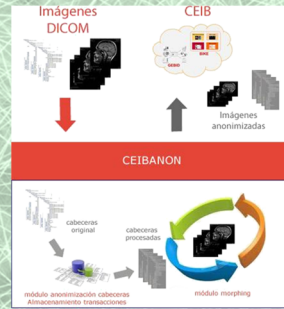 Imágenes
DICOM
CEIB
Imágenes
anonimizadas
CEIBANON
cabeceras
original
cabeceras
procesadas
módulo anonimización cabeceras
Almacenamiento transacciones
módulo morphing